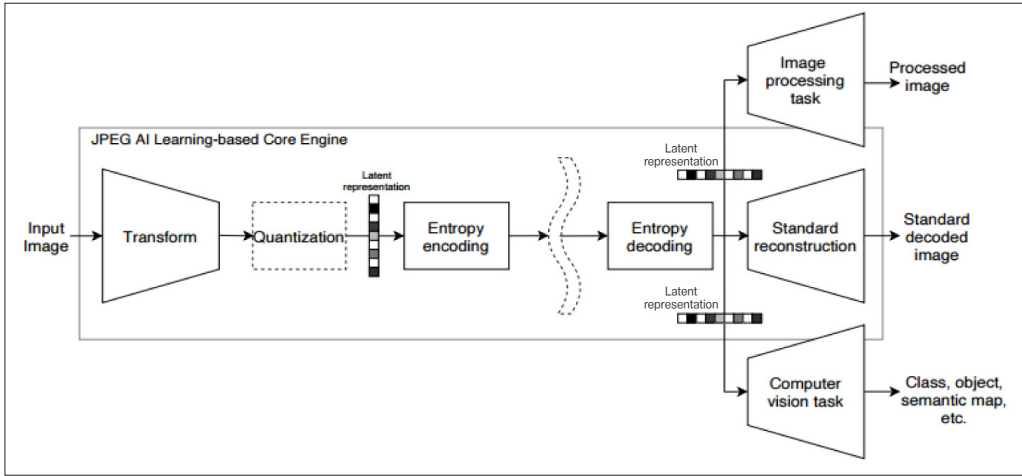 Image
processing
task
Processed
image
JPEG AI Learning-based Core Engine
Latent
representation
Latent
representation
Input
Image
Transform
Quantization
Entropy
encoding
Entropy
decoding
Standard
reconstruction
Standard
decoded
image
Latent
representation
Computer
vision task
Class, object,
semantic map,
etc.